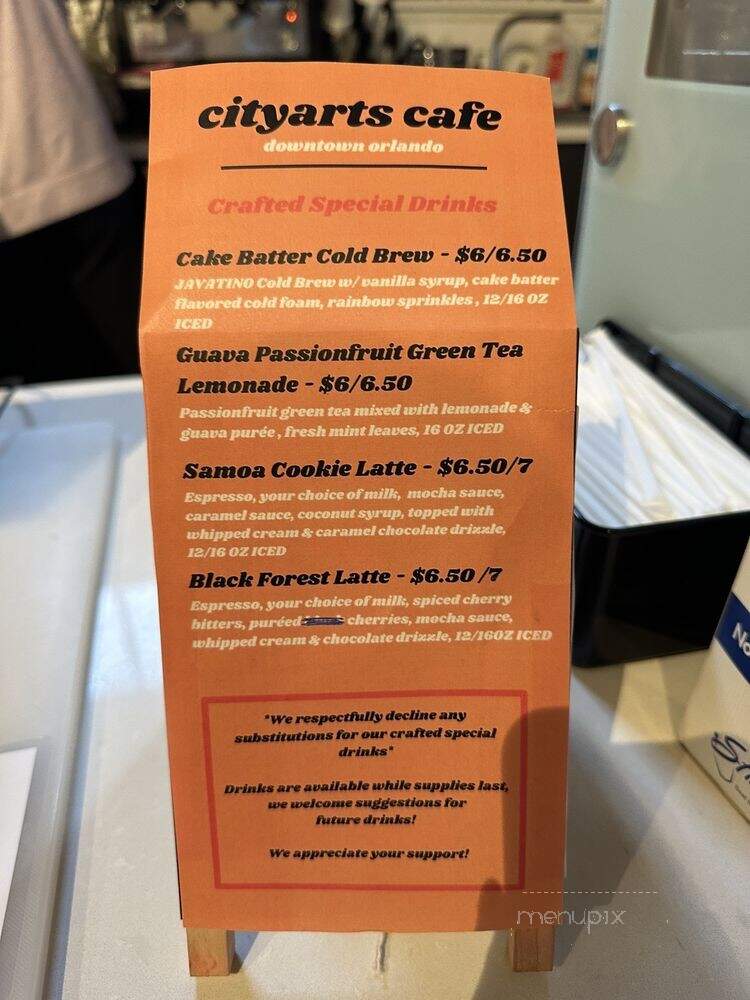 cityarts cafe
downtown orlando
Crafted Special Drinks
Cake Batter Cold Brew - $6/6.50
JAVATINO Cold Brew w/ vanilla syrup, cake batter
flavored cold foam, rainbow sprinkles , 12/16 OZ
ICED
Guava Passionfruit Green Tea
Lemonade - $6/6.50
Passionfruit green tea mixed with lemonade &
guava purée , fresh mint leaves, 16 OZ ICED
Samoa Cookie Latte - $6.50/7
Espresso, your choice of milk, mocha sauce,
caramel sauce, coconut syrup, topped with
whipped cream & caramel chocolate drizzle,
12/16 OZ ICED
Black Forest Latte - $6.50 /7
Espresso, your choice of milk, spiced cherry
bitters, puréed cherries, mocha sauce,
whipped cream & chocolate drizzle, 12/16OZ ICED
*We respectfully decline any
substitutions for our crafted special
drinks*
Drinks are available while supplies last,
we welcome suggestions for
future drinks!
We appreciate your support!
menupix